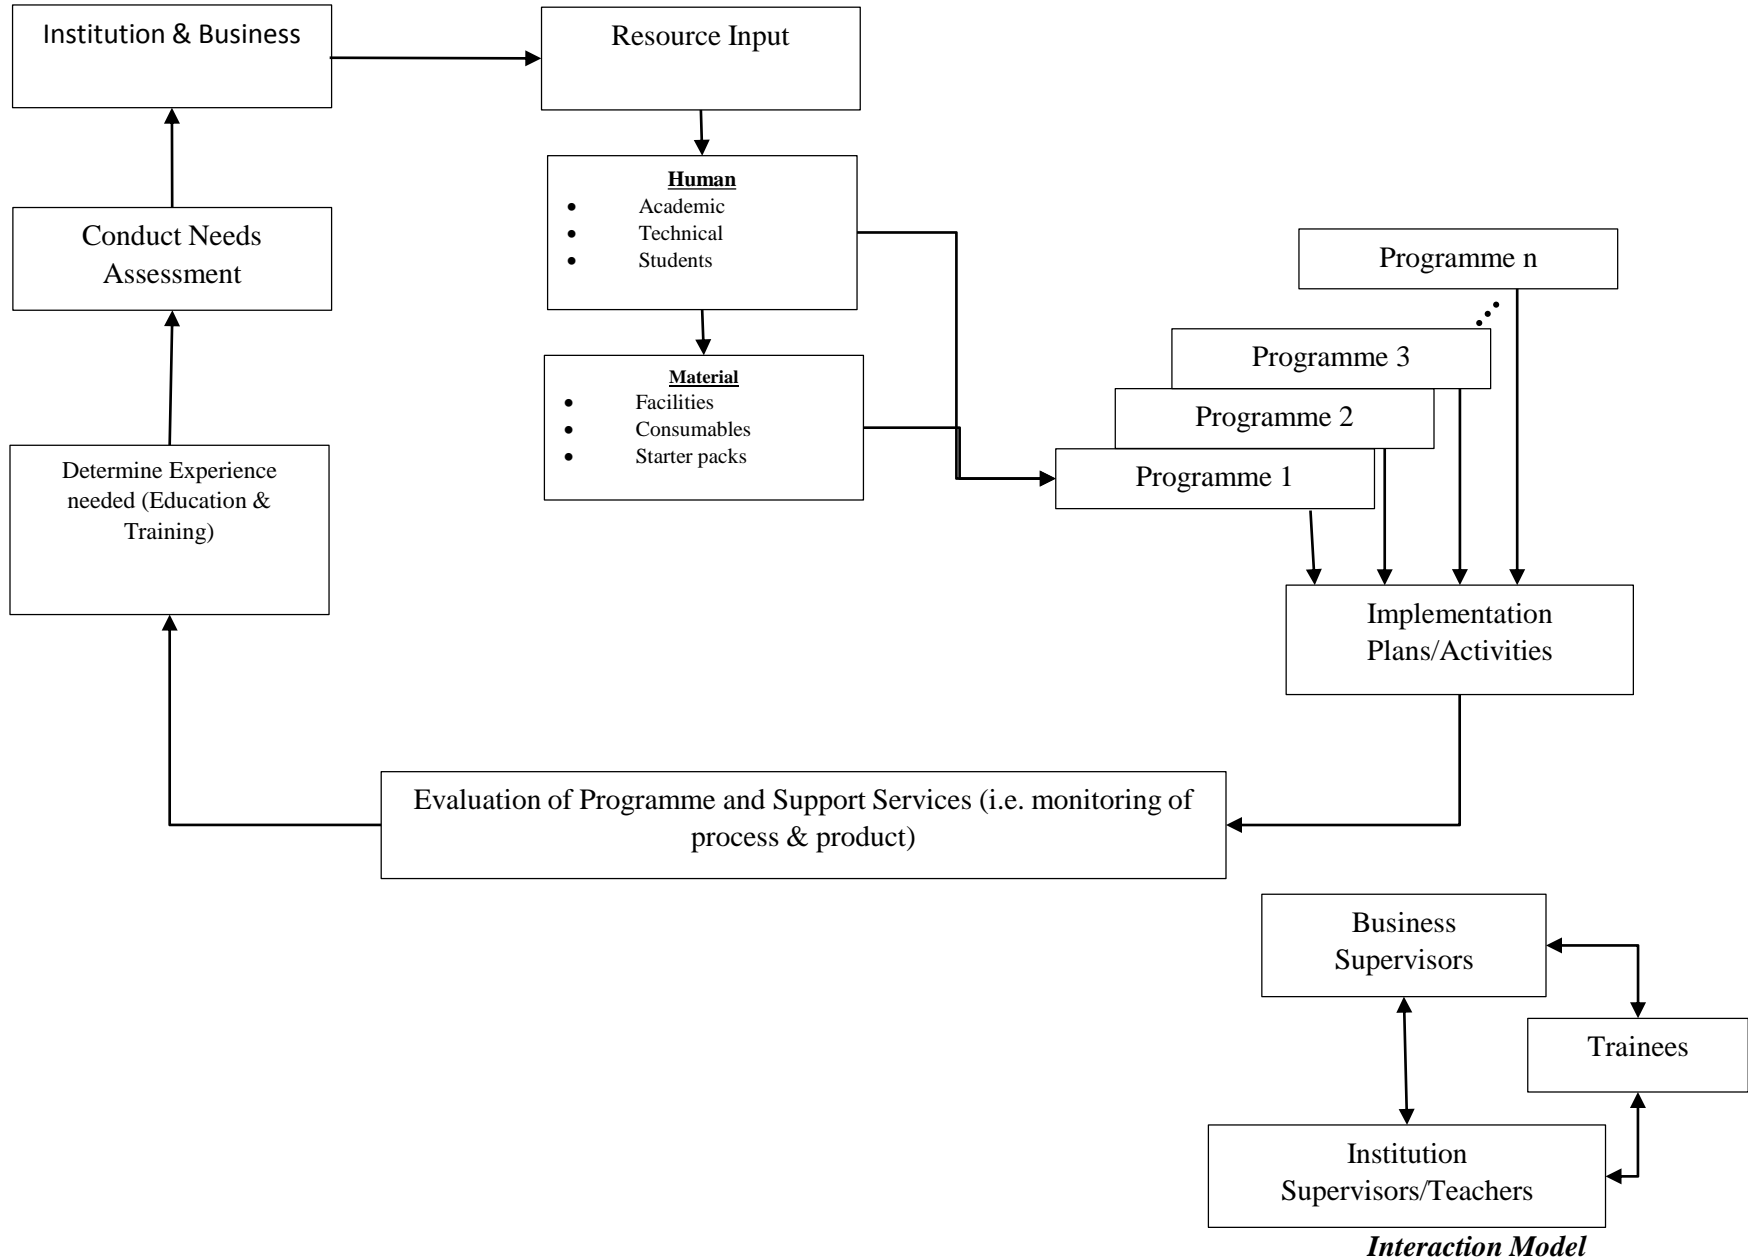 Institution & Business
Resource Input
Human
• Academic
• Technical
• Students
Conduct Needs
Assessment
Programme n
Programme 3
Material
• Facilities
• Consumables
• Starter packs
Programme 2
Programme 1
Determine Experience
needed (Education &
Training)
Implementation
Plans/Activities
Evaluation of Programme and Support Services (i.e. monitoring of
process & product)
Business
Supervisors
Trainees
Institution
Supervisors/Teachers
Interaction Model